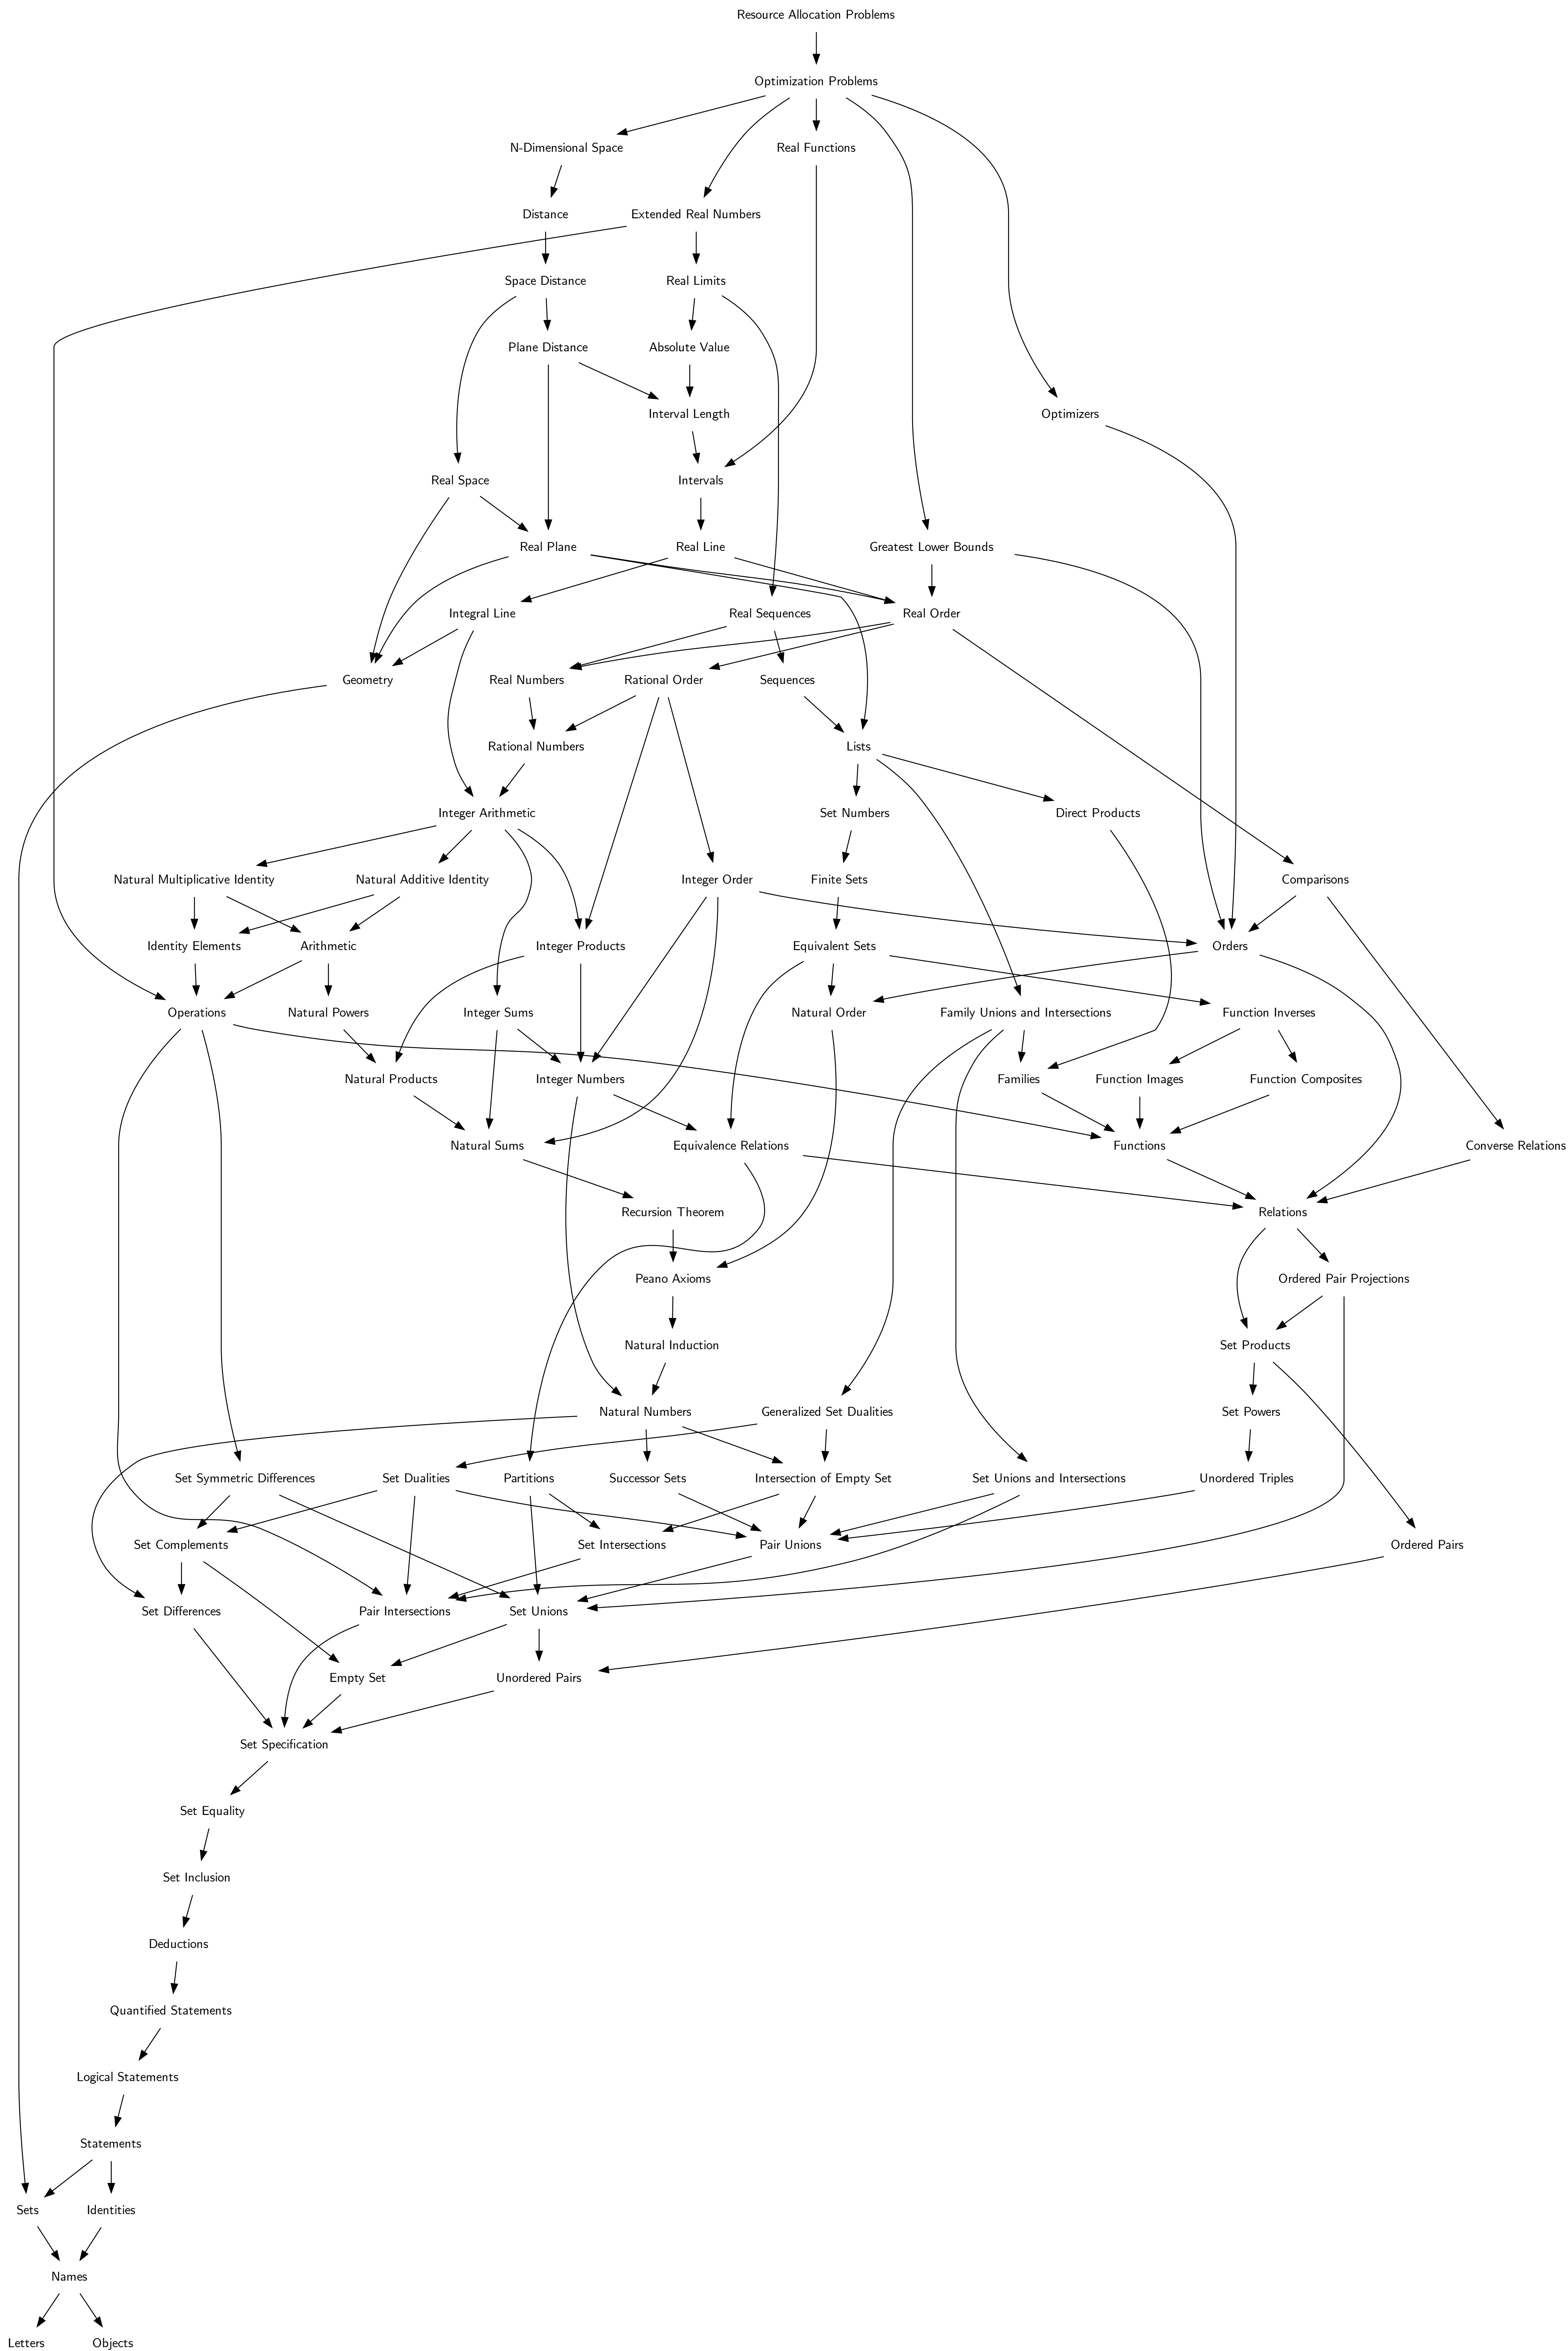 Resource Allocation Problems
Optimization Problems
N-Dimensional Space
Real Functions
Distance
Extended Real Numbers
Space Distance
Real Limits
Plane Distance
Absolute Value
Interval Length
Optimizers
Real Space
Intervals
Real Plane
Real Line
Greatest Lower Bounds
Integral Line
Real Sequences
Real Order
Geometry
Real Numbers
Rational Order
Sequences
Rational Numbers
Lists
Integer Arithmetic
Set Numbers
Direct Products
Natural Multiplicative Identity
Natural Additive Identity
Integer Order
Finite Sets
Comparisons
Identity Elements
Arithmetic
Integer Products
Equivalent Sets
Orders
Operations
Natural Powers
Integer Sums
Natural Order
Family Unions and Intersections
Function Inverses
Natural Products
Integer Numbers
Families
Function Images
Function Composites
Natural Sums
Equivalence Relations
Functions
Converse Relations
Recursion Theorem
Relations
Peano Axioms
Ordered Pair Projections
Natural Induction
Set Products
Natural Numbers
Generalized Set Dualities
Set Powers
Set Symmetric Differences
Set Dualities
Partitions
Successor Sets
Intersection of Empty Set
Set Unions and Intersections
Unordered Triples
Set Complements
Set Intersections
Pair Unions
Ordered Pairs
Set Differences
Pair Intersections
Set Unions
Empty Set
Unordered Pairs
Set Specification
Set Equality
Set Inclusion
Deductions
Quantified Statements
Logical Statements
Statements
Sets
Identities
Names
Letters
Objects